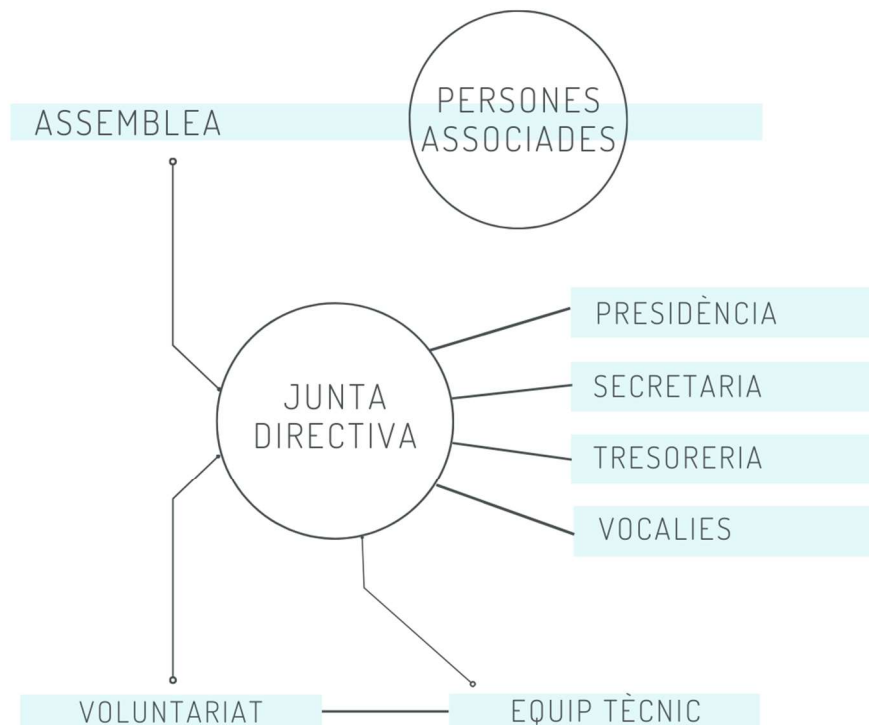 ASSEMBLEA
PERSONES
ASSOCIADES
JUNTA
DIRECTIVA
PRESIDÈNCIA
SECRETARIA
TRESORERIA
VOCALIES
VOLUNTARIAT
EQUIP TÈCNIC